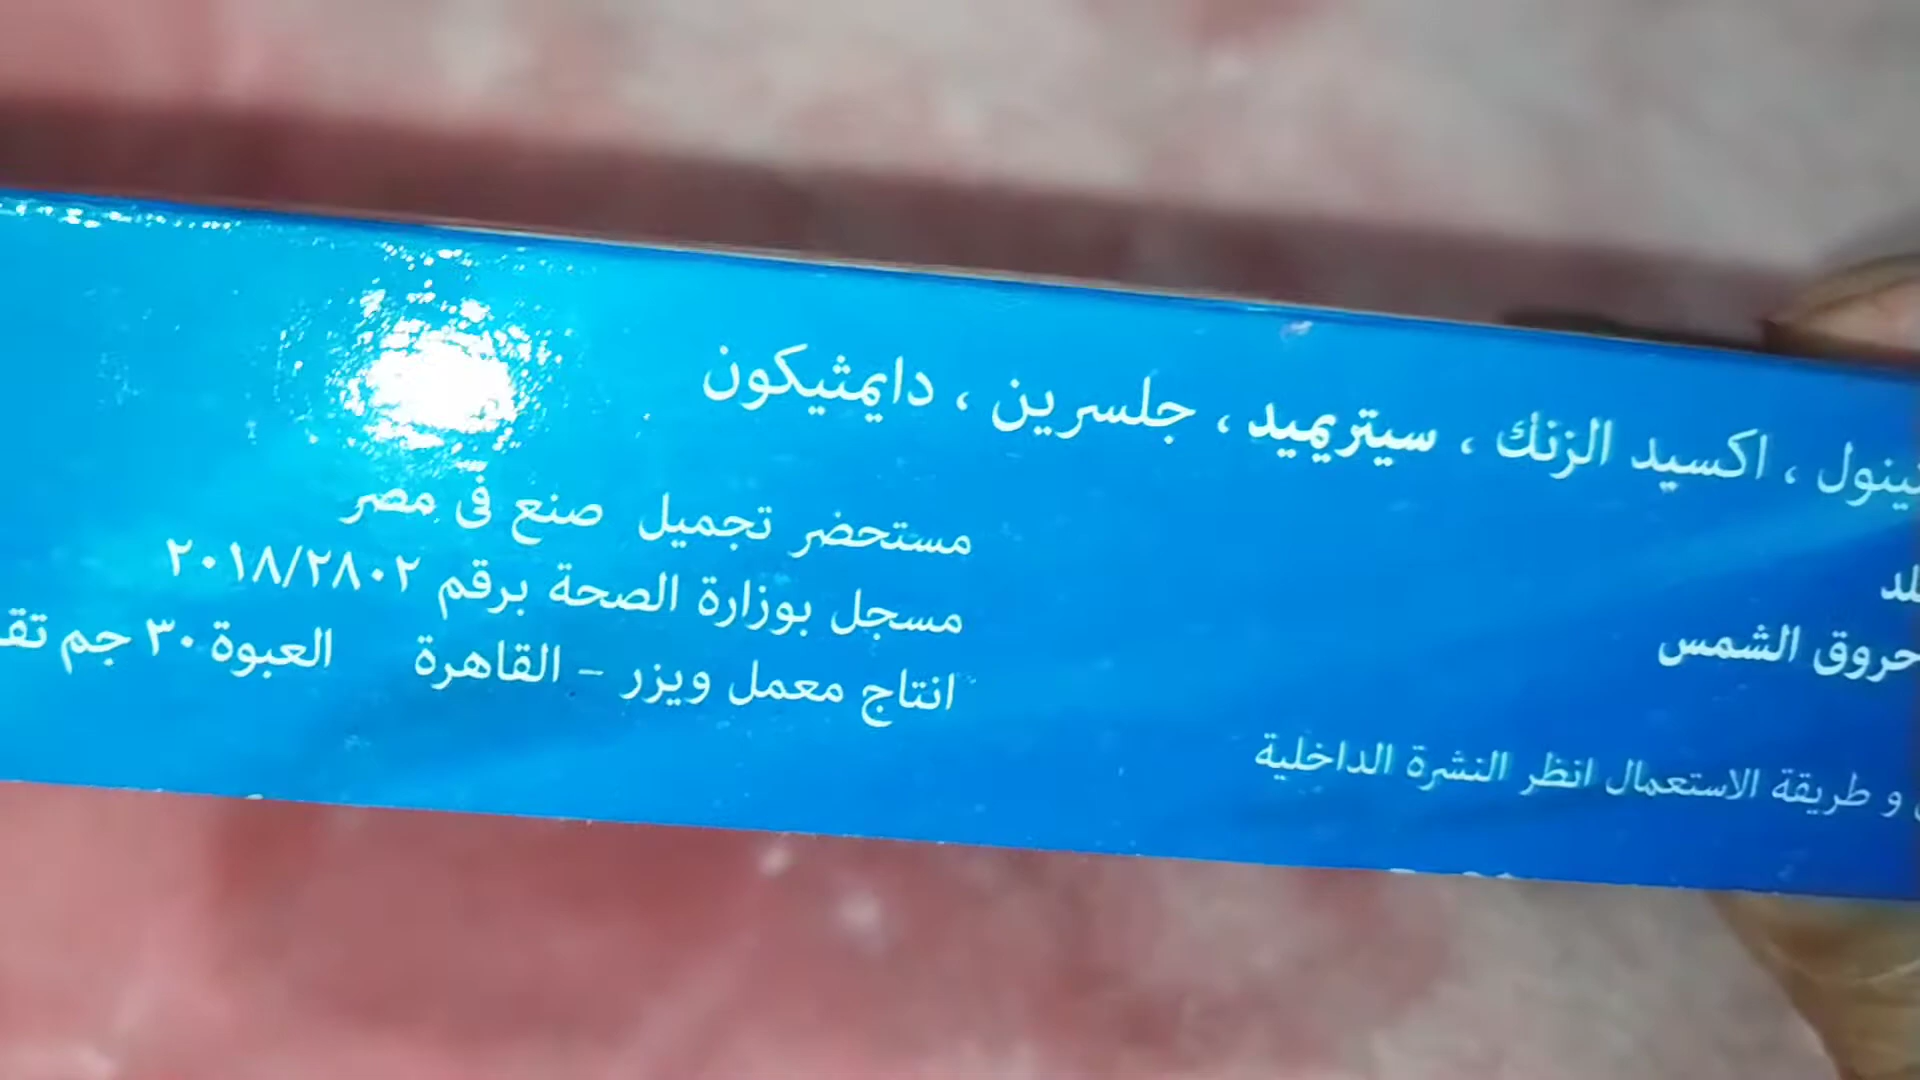 ، اكسيد الزنك ، سيتريميد ، جلسرين ، دايمثيكون
حروق الشمس
و طريقة الاستعمال انظر النشرة الداخلية
مستحضر تجميل صنع فى مصر
مسجل بوزارة الصحة برقم ٢٠١٨/٢٨٠٢
انتاج معمل ويزر - القاهرة العبوة ٣٠ جم